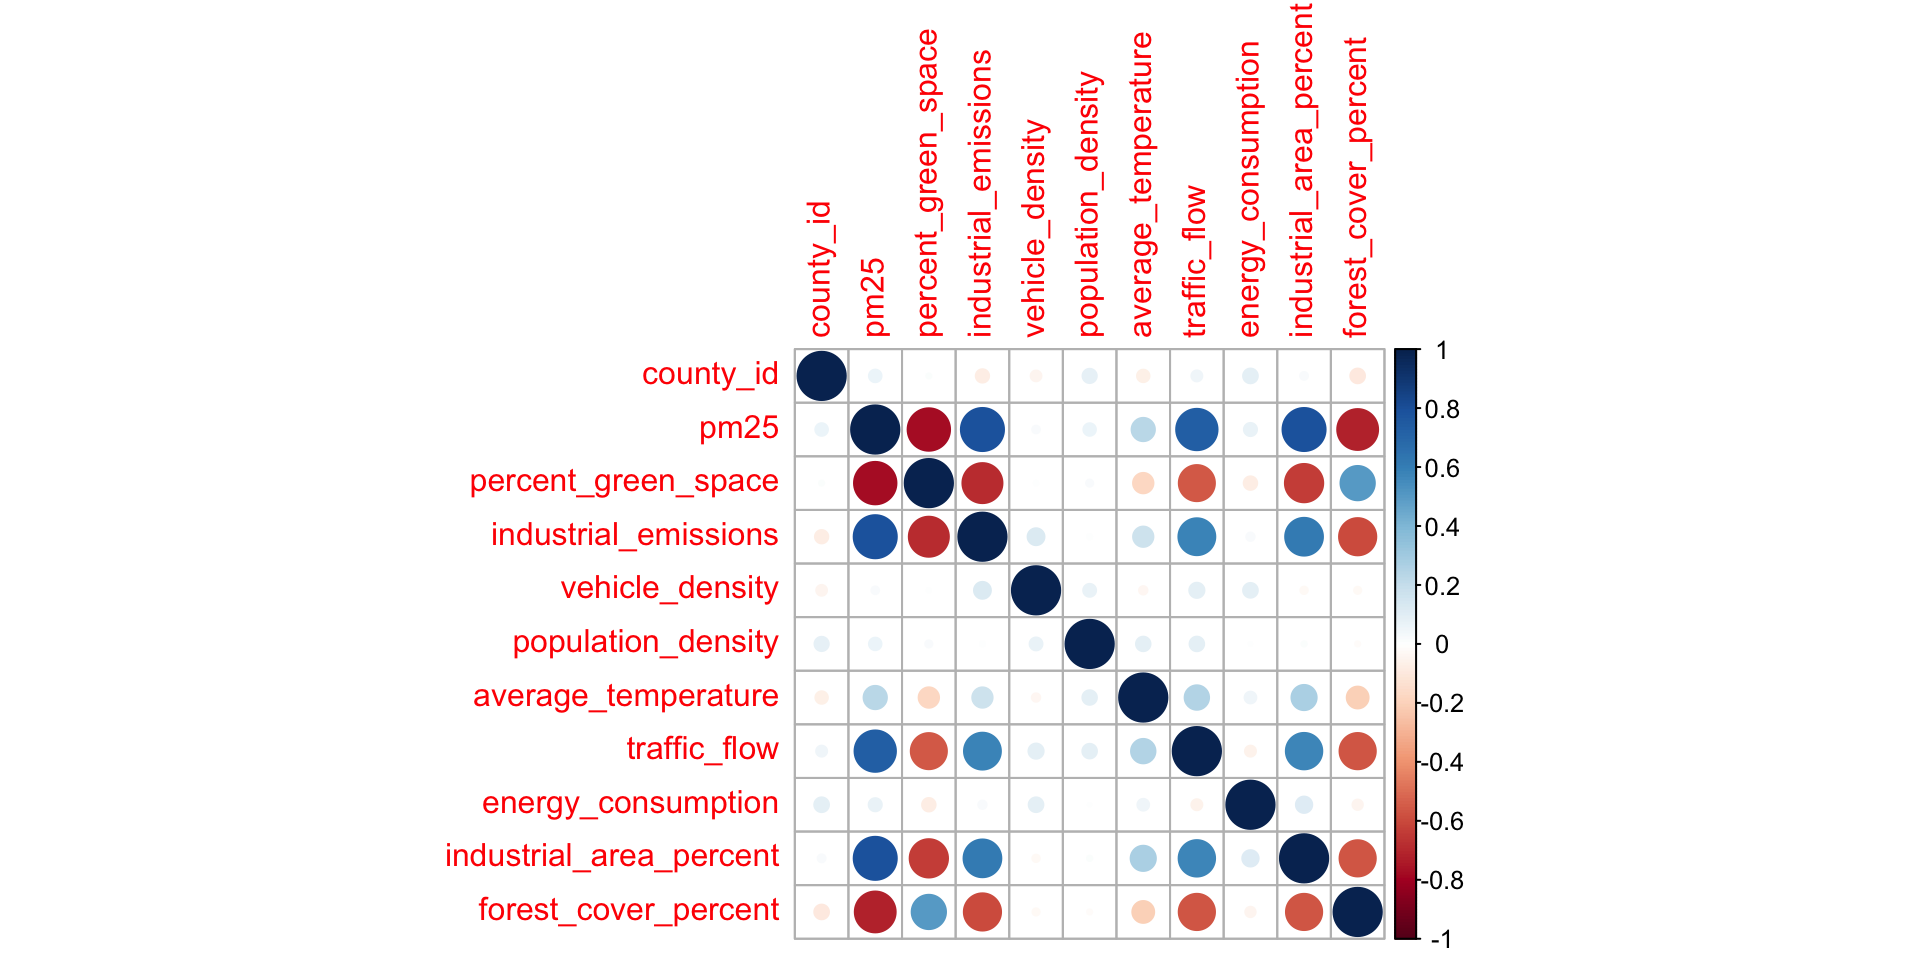 county_id
pm25
percent_green_space
industrial_emissions
vehicle_density
population_density
average_temperature
traffic_flow
energy_consumption
industrial_area_percent
forest_cover_percent
county_id
pm25
percent_green_space
industrial_emissions
vehicle_density
population_density
average_temperature
traffic_flow
energy_consumption
industrial_area_percent
forest_cover_percent
1
0.8
0.6
0.4
0.2
0
-0.2
-0.4
-0.6
-0.8
-1